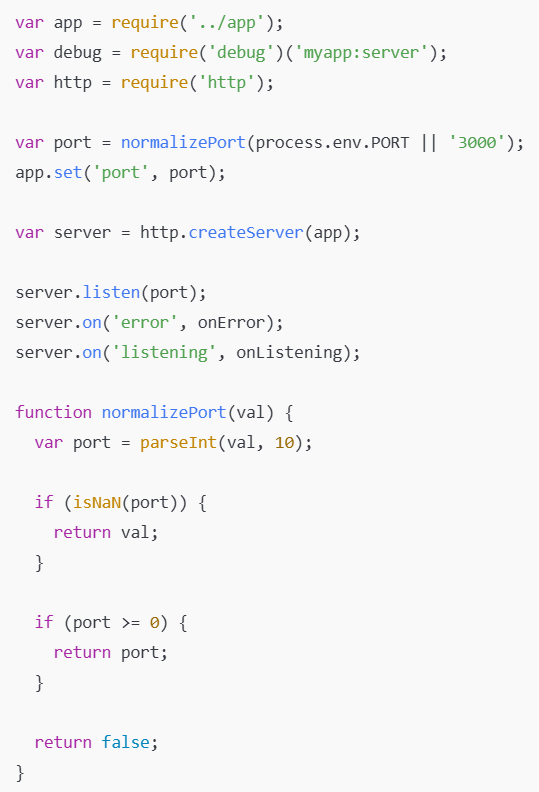 var app = require('../app');
var debug = require('debug')('myapp:server');
var http = require('http');

var port = normalizePort(process.env.PORT || '3000');
app.set('port', port);

var server = http.createServer(app);

server.listen(port);
server.on('error', onError);
server.on('listening', onListening);

function normalizePort(val) {
  var port = parseInt(val, 10);

  if (isNaN(port)) {
    return val;
  }

  if (port >= 0) {
    return port;
  }

  return false;
}